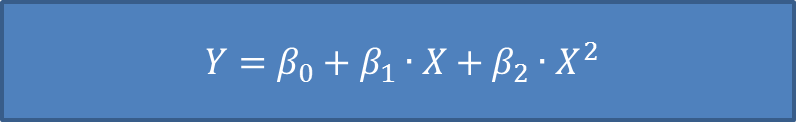 Y = β₀ + β₁ · X + β₂ · X²